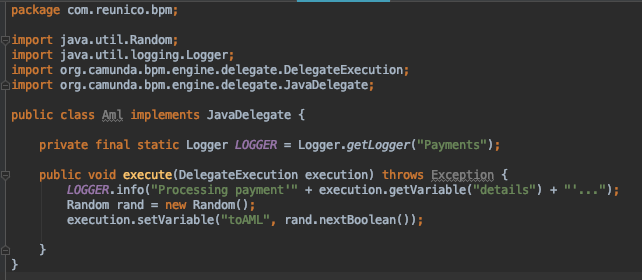 package com.reunico.bpm;
import java.util.Random;
import java.util.logging.Logger;
import org.camunda.bpm.engine.delegate.DelegateExecution;
import org.camunda.bpm.engine.delegate.JavaDelegate;
public class Aml implements JavaDelegate {
private final static Logger LOGGER = Logger.getLogger("Payments");
public void execute(DelegateExecution execution) throws Exception {
LOGGER.info("Processing payment'" + execution.getVariable("details") + "'...");
Random rand = new Random();
execution.setVariable("toAML", rand.nextBoolean());
}
}